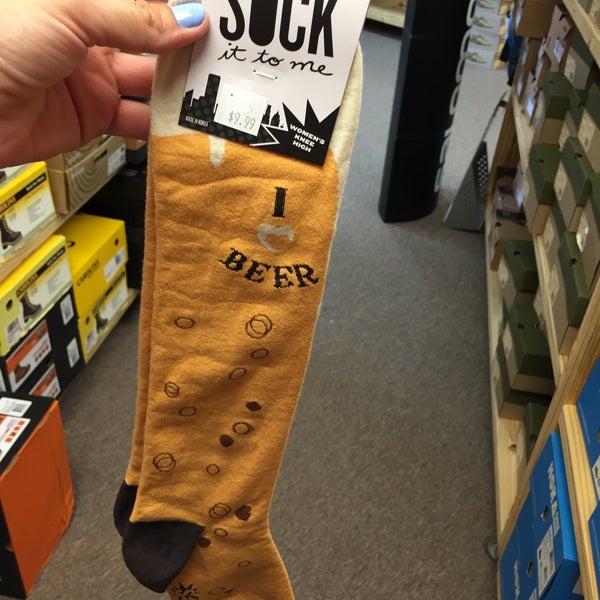 SOCK
it to me
MADE IN KOREA
$9.99
WOMEN'S
KNEE
HIGH
I
BEER